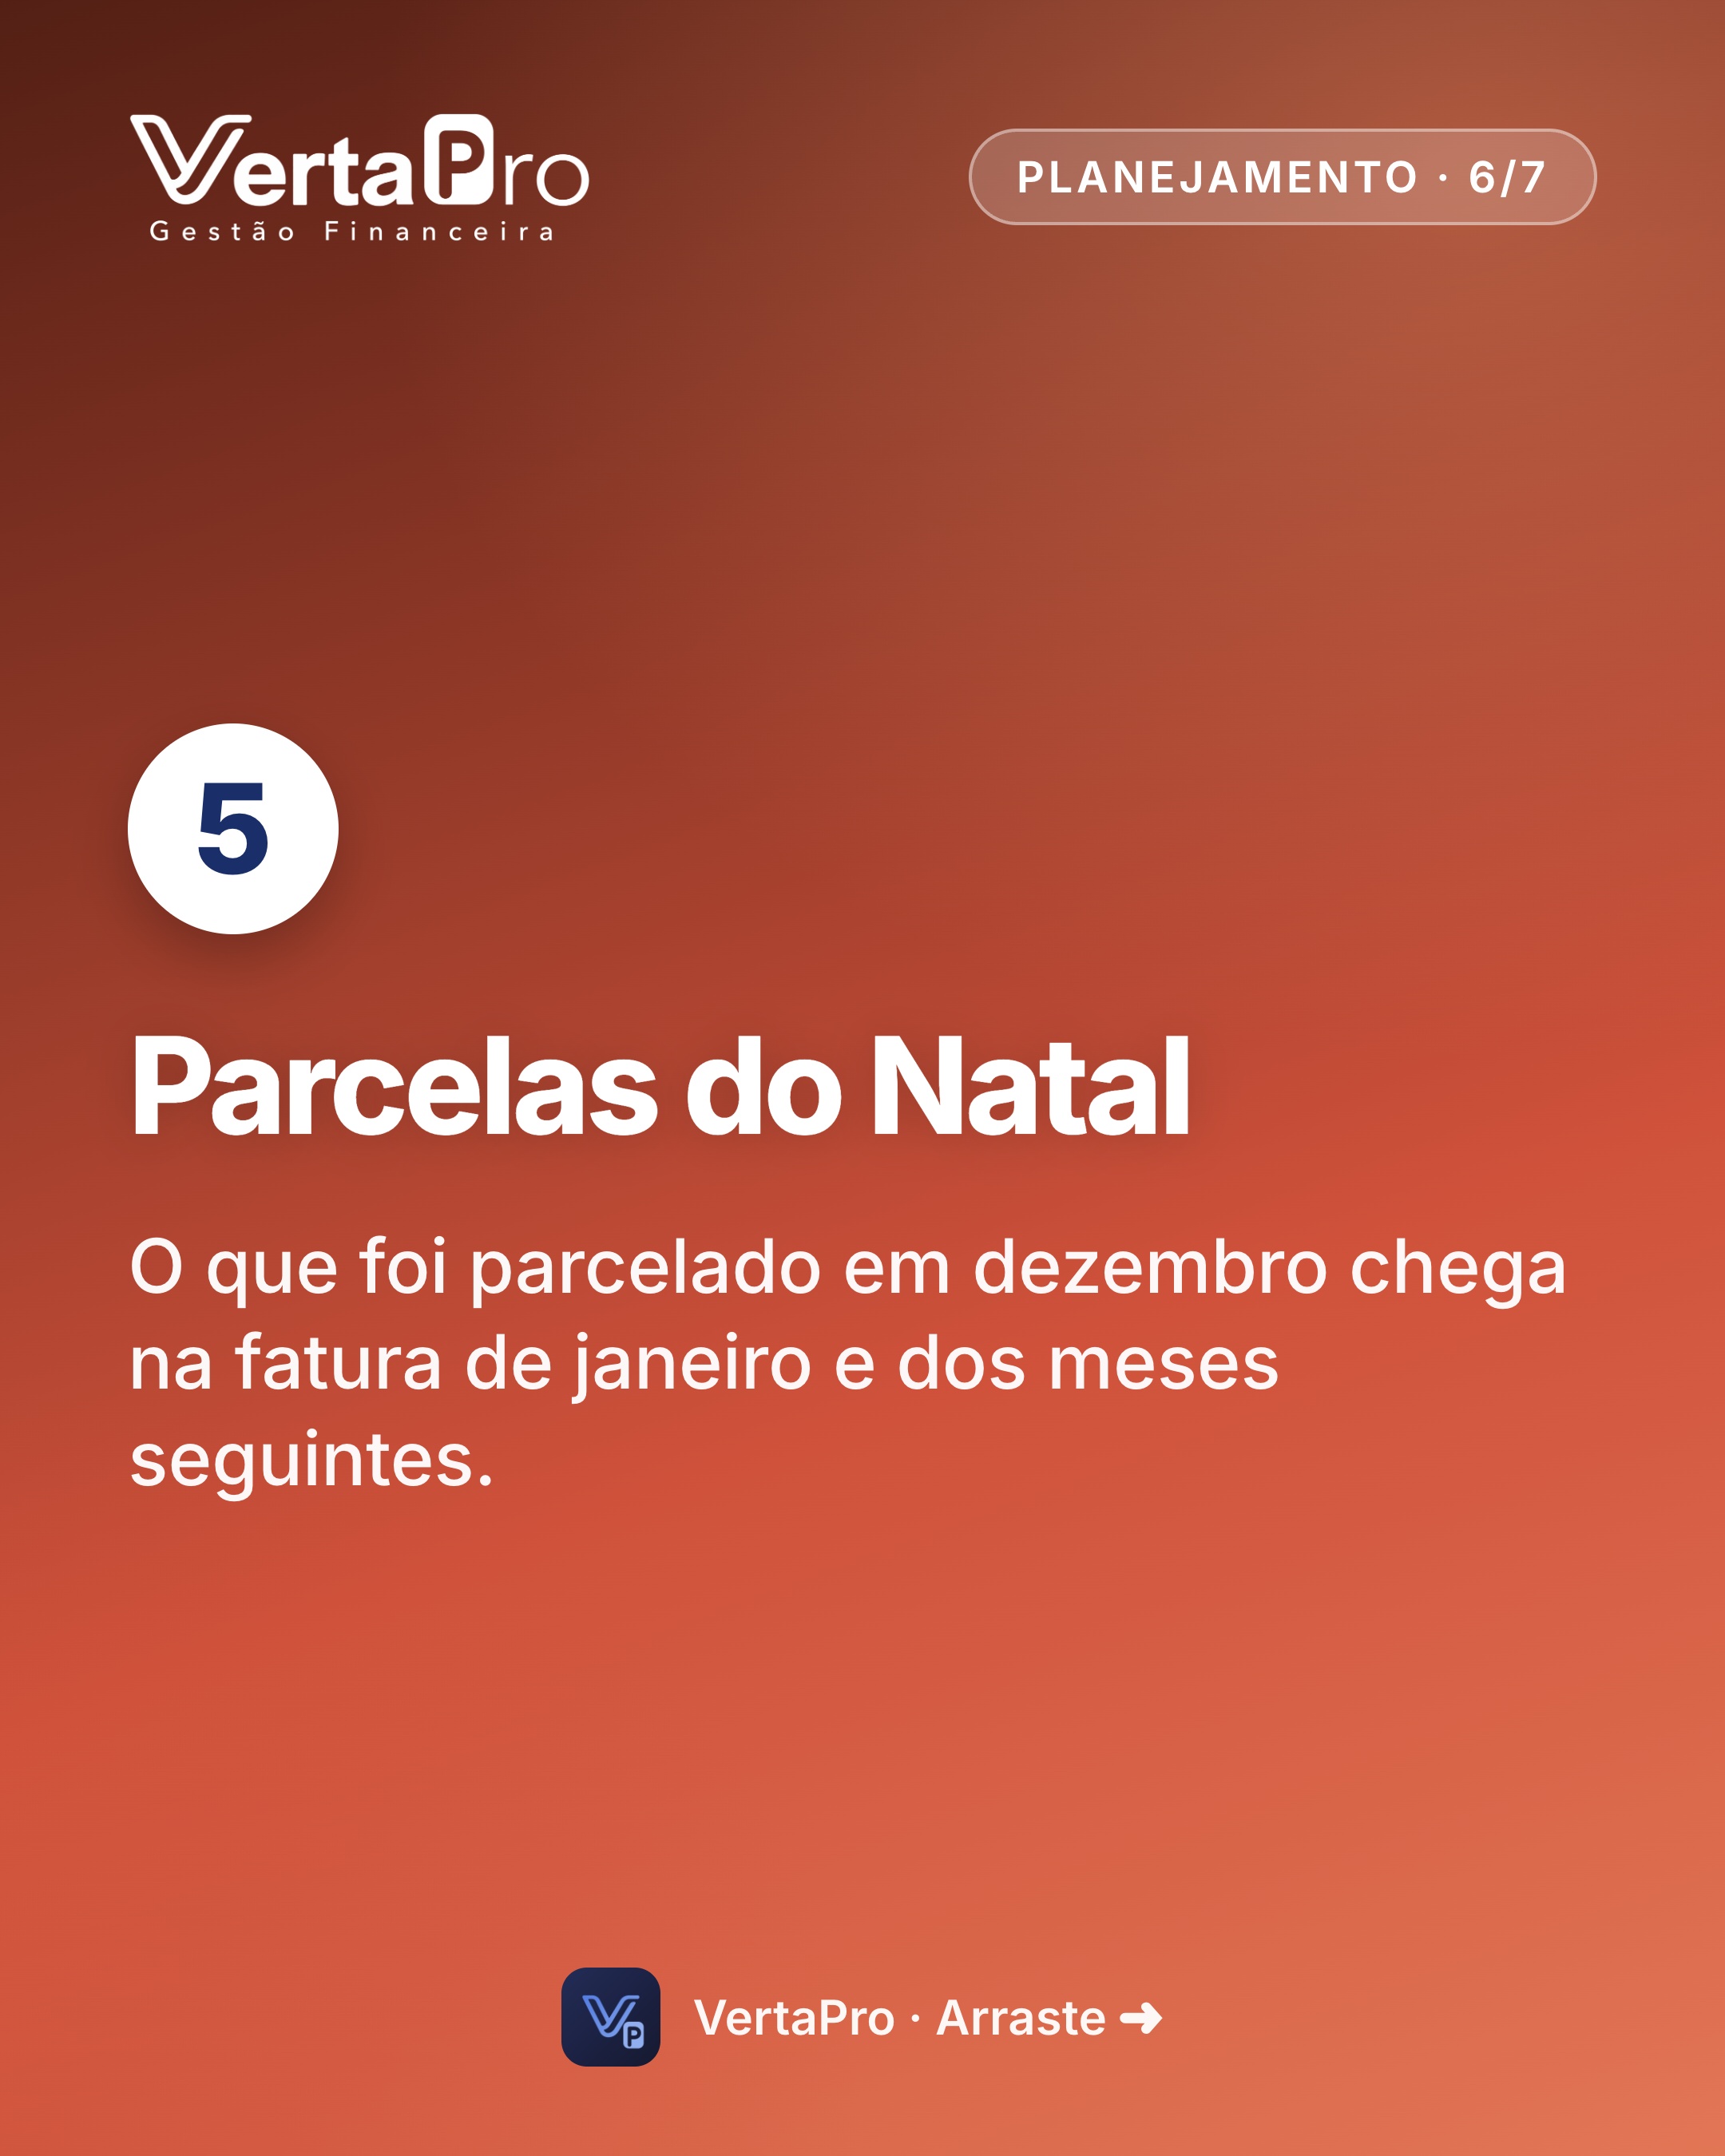 VertaPro
Gestão Financeira
PLANEJAMENTO · 6/7
5
Parcelas do Natal
O que foi parcelado em dezembro chega
na fatura de janeiro e dos meses
seguintes.
VertaPro · Arraste →